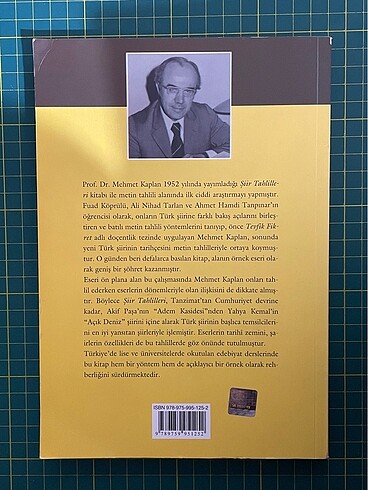 Prof. Dr. Mehmet Kaplan 1952 yılında yayımladığı Şiir Tahlille-
ri kitabı ile metin tahlili alanında ilk ciddi araştırmayı yapmıştır.
Fuad Köprülü, Ali Nihad Tarlan ve Ahmet Hamdi Tanpınar'ın
öğrencisi olarak, onların Türk şiirine farklı bakış açılarını birleş-
tiren ve batılı metin tahlili yöntemlerini tanıyıp, önce Tevfik Fik-
ret adlı doçentlik tezinde uygulayan Mehmet Kaplan, sonunda
yeni Türk şiirinin tarihçesini metin tahlilleriyle ortaya koymuş-
tur. O günden beri defalarca basılan kitap, alanın örnek eseri ola-
rak geniş bir şöhret kazanmıştır.
Eseri ön plana alan bu çalışmasında Mehmet Kaplan onları tah-
lil ederken eserlerin dönemleriyle olan ilişkisini de dikkate almış-
tır. Böylece Şiir Tahlilleri, Tanzimat'tan Cumhuriyet devrine
kadar, Akif Paşa'nın "Adem Kasidesi"nden Yahya Kemal'in
"Açık Deniz" şiirini içine alarak Türk şiirinin başlıca temsilcileri-
ni en iyi yansıtan şiirleriyle işlemiştir. Eserlerin tarihî zemini, şa-
irlerin özellikleri de bu tahlillerde göz önünde tutulmuştur.
Türkiye'de lise ve üniversitelerde okutulan edebiyat derslerinde
bu kitap hem bir yöntem hem de açıklayıcı bir örnek olarak reh-
berliğini sürdürmektedir.
ISBN 978-975-995-125-2
9 789759 951252